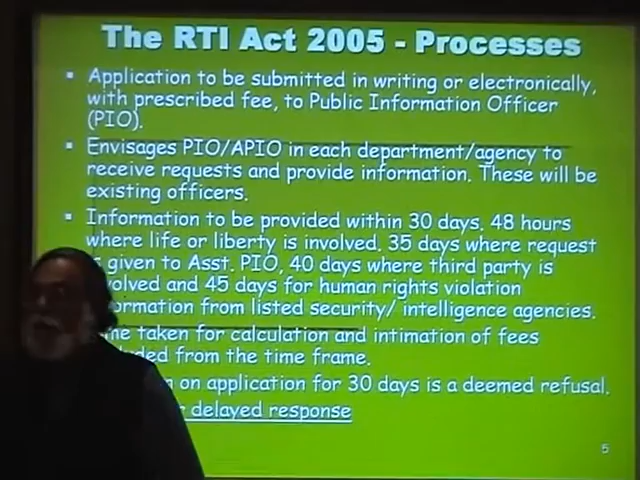 The RTI Act 2005 - Processes
Application to be submitted in writing or electronically,
with prescribed fee, to Public Information Officer
(PIO).
Envisages PIO/APIO in each department/agency to
receive requests and provide information. These will be
existing officers.
Information to be provided within 30 days. 48 hours
where life or liberty is involved. 35 days where request
given to Asst. PIO, 40 days where third party is
and 45 days for human rights violation
from listed security/ intelligence agencies.
taken for calculation and intimation of fees
from the time frame.
on application for 30 days is a deemed refusal.
delayed response
5